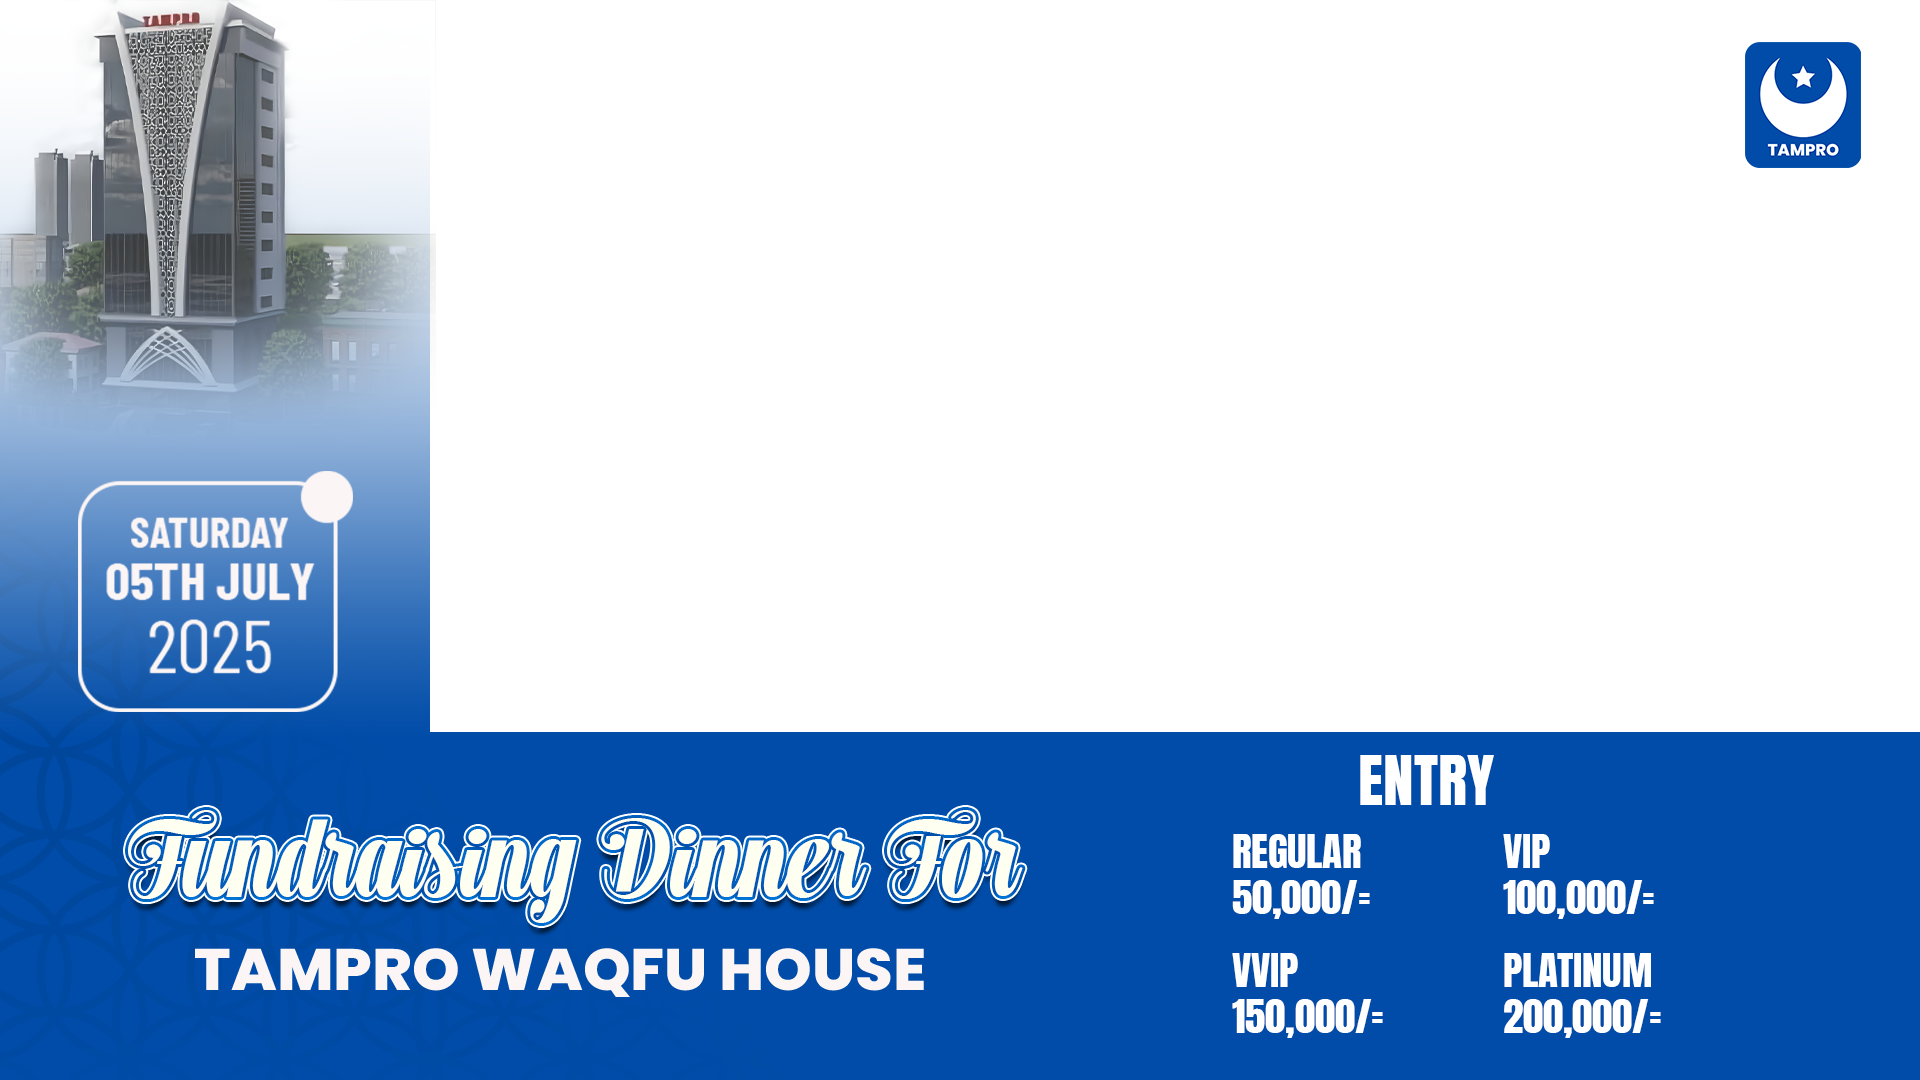 TAMPRO
TAMPRO
SATURDAY
05TH JULY
2025
Fundraising Dinner For
TAMPRO WAQFU HOUSE
ENTRY
REGULAR
50,000/=
VIP
100,000/=
VVIP
150,000/=
PLATINUM
200,000/=